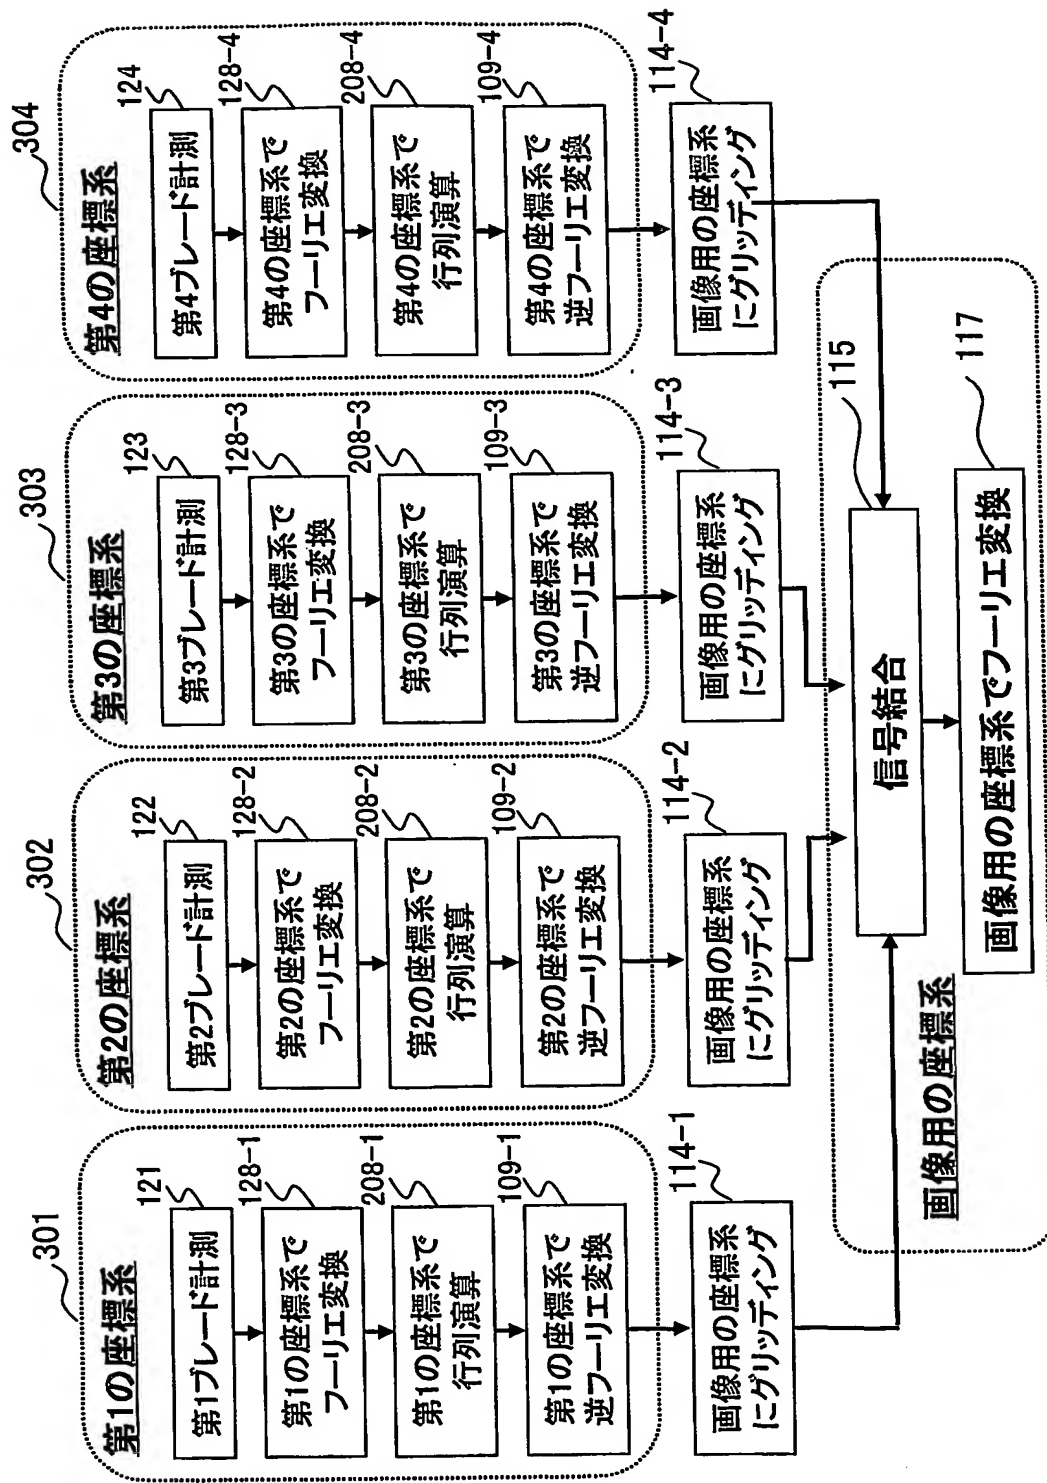 301
第1の座標系
121
第1ブレード計測
128-1
第1の座標系で
フーリエ変換
208-1
第1の座標系で
行列演算
109-1
第1の座標系で
逆フーリエ変換
114-1
画像用の座標系
にグリッディング
302
第2の座標系
122
第2ブレード計測
128-2
第2の座標系で
フーリエ変換
208-2
第2の座標系で
行列演算
109-2
第2の座標系で
逆フーリエ変換
114-2
画像用の座標系
にグリッディング
303
第3の座標系
123
第3ブレード計測
128-3
第3の座標系で
フーリエ変換
208-3
第3の座標系で
行列演算
109-3
第3の座標系で
逆フーリエ変換
114-3
画像用の座標系
にグリッディング
304
第4の座標系
124
第4ブレード計測
128-4
第4の座標系で
フーリエ変換
208-4
第4の座標系で
行列演算
109-4
第4の座標系で
逆フーリエ変換
114-4
画像用の座標系
にグリッディング
115
信号結合
画像用の座標系
117
画像用の座標系でフーリエ変換